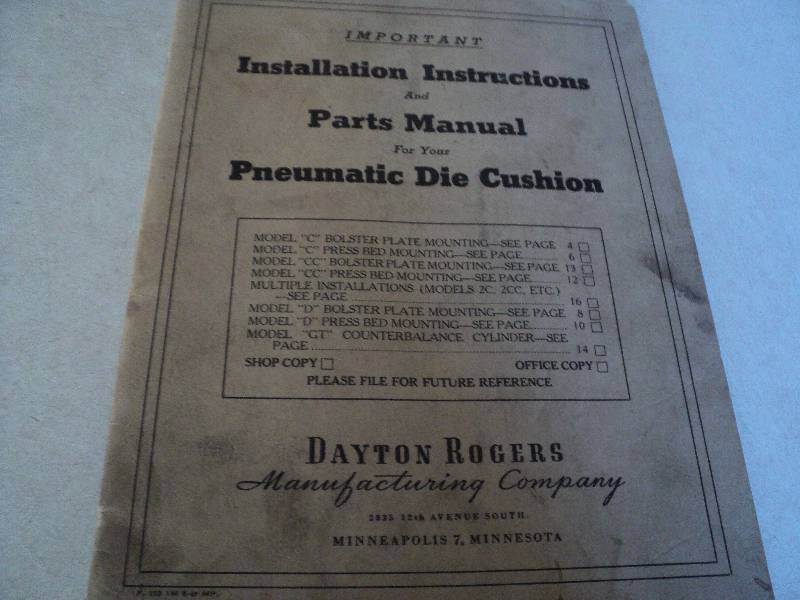 IMPORTANT
Installation Instructions
And
Parts Manual
For Your
Pneumatic Die Cushion
MODEL "C" BOLSTER PLATE MOUNTING—SEE PAGE 4
MODEL "C" PRESS BED MOUNTING—SEE PAGE 6
MODEL "CC" BOLSTER PLATE MOUNTING—SEE PAGE 13
MODEL "CC" PRESS BED MOUNTING—SEE PAGE 12
MULTIPLE INSTALLATIONS (MODELS 2C, 2CC, ETC.)
—SEE PAGE 16
MODEL "D" BOLSTER PLATE MOUNTING—SEE PAGE 8
MODEL "D" PRESS BED MOUNTING—SEE PAGE 10
MODEL "GT" COUNTERBALANCE CYLINDER—SEE
PAGE 14
SHOP COPY OFFICE COPY
PLEASE FILE FOR FUTURE REFERENCE
DAYTON ROGERS
Manufacturing Company
2835 12th AVENUE SOUTH
MINNEAPOLIS 7, MINNESOTA